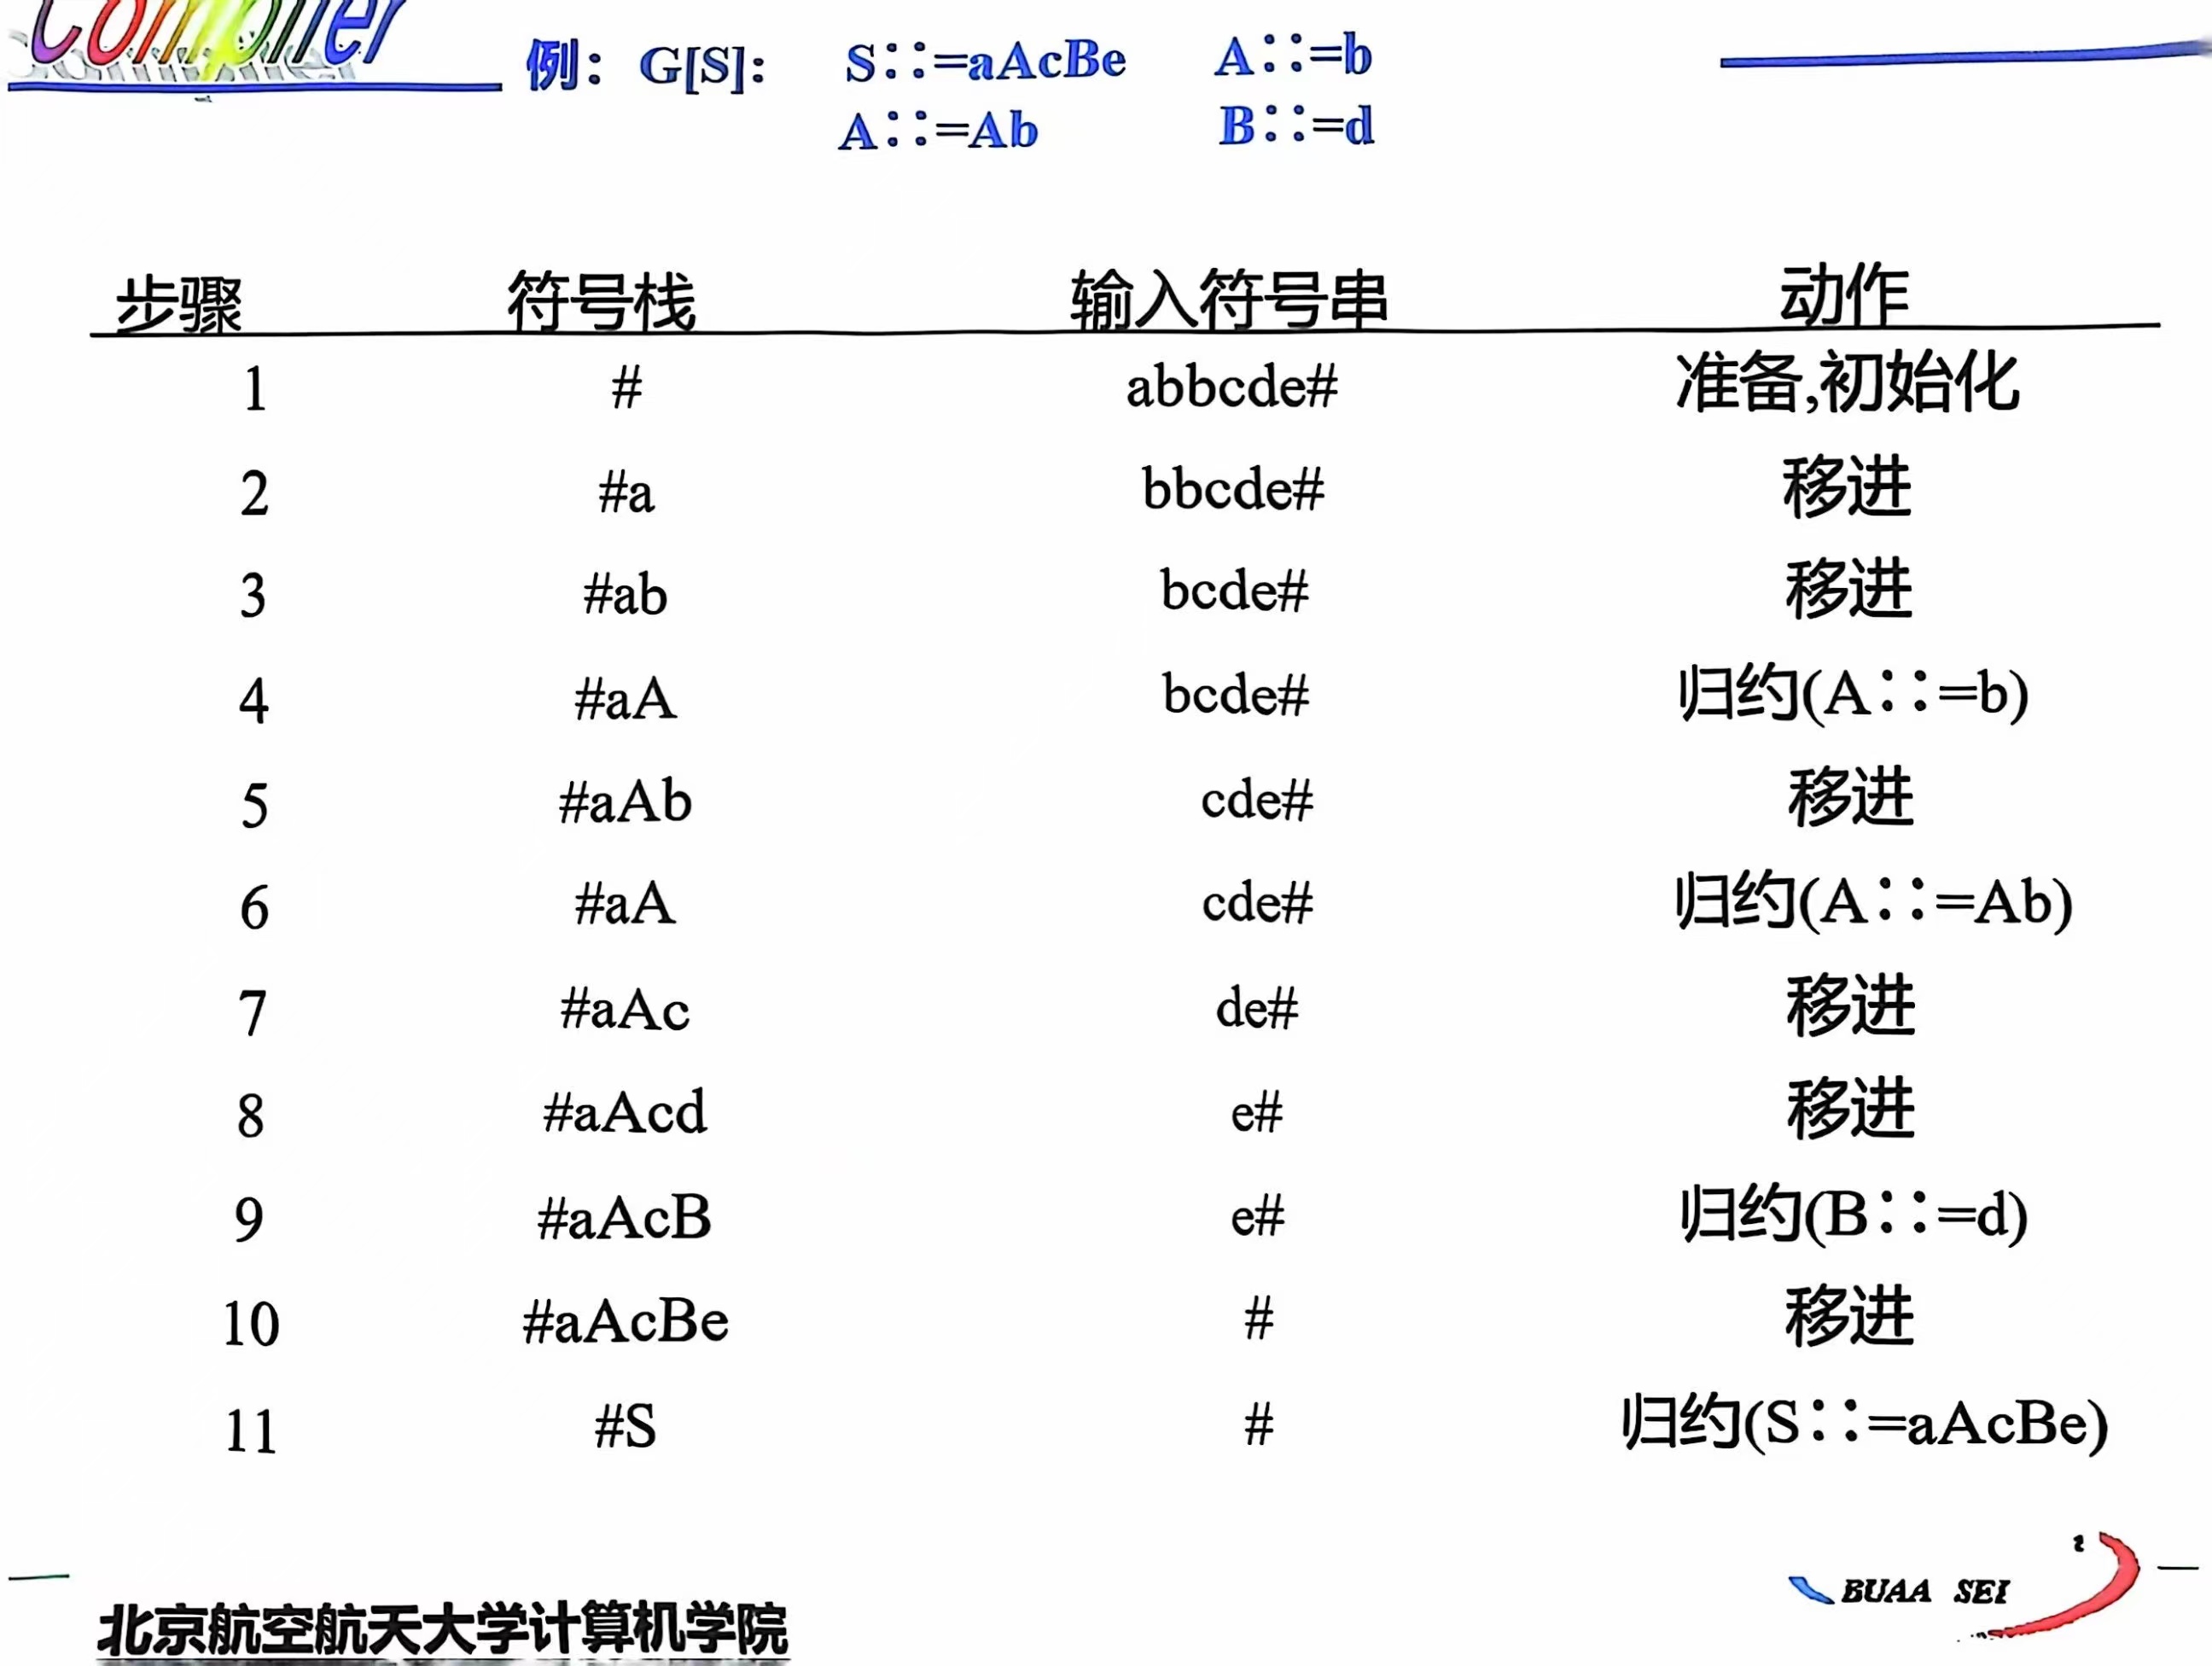 Compiler
例： G[S]： S∷=aAcBe A∷=b
A∷=Ab B∷=d
步骤 符号栈 输入符号串 动作
1 # abbcde# 准备,初始化
2 #a bbcde# 移进
3 #ab bcde# 移进
4 #aA bcde# 归约(A∷=b)
5 #aAb cde# 移进
6 #aA cde# 归约(A∷=Ab)
7 #aAc de# 移进
8 #aAcd e# 移进
9 #aAcB e# 归约(B∷=d)
10 #aAcBe # 移进
11 #S # 归约(S∷=aAcBe)
北京航空航天大学计算机学院
BUAA SEI